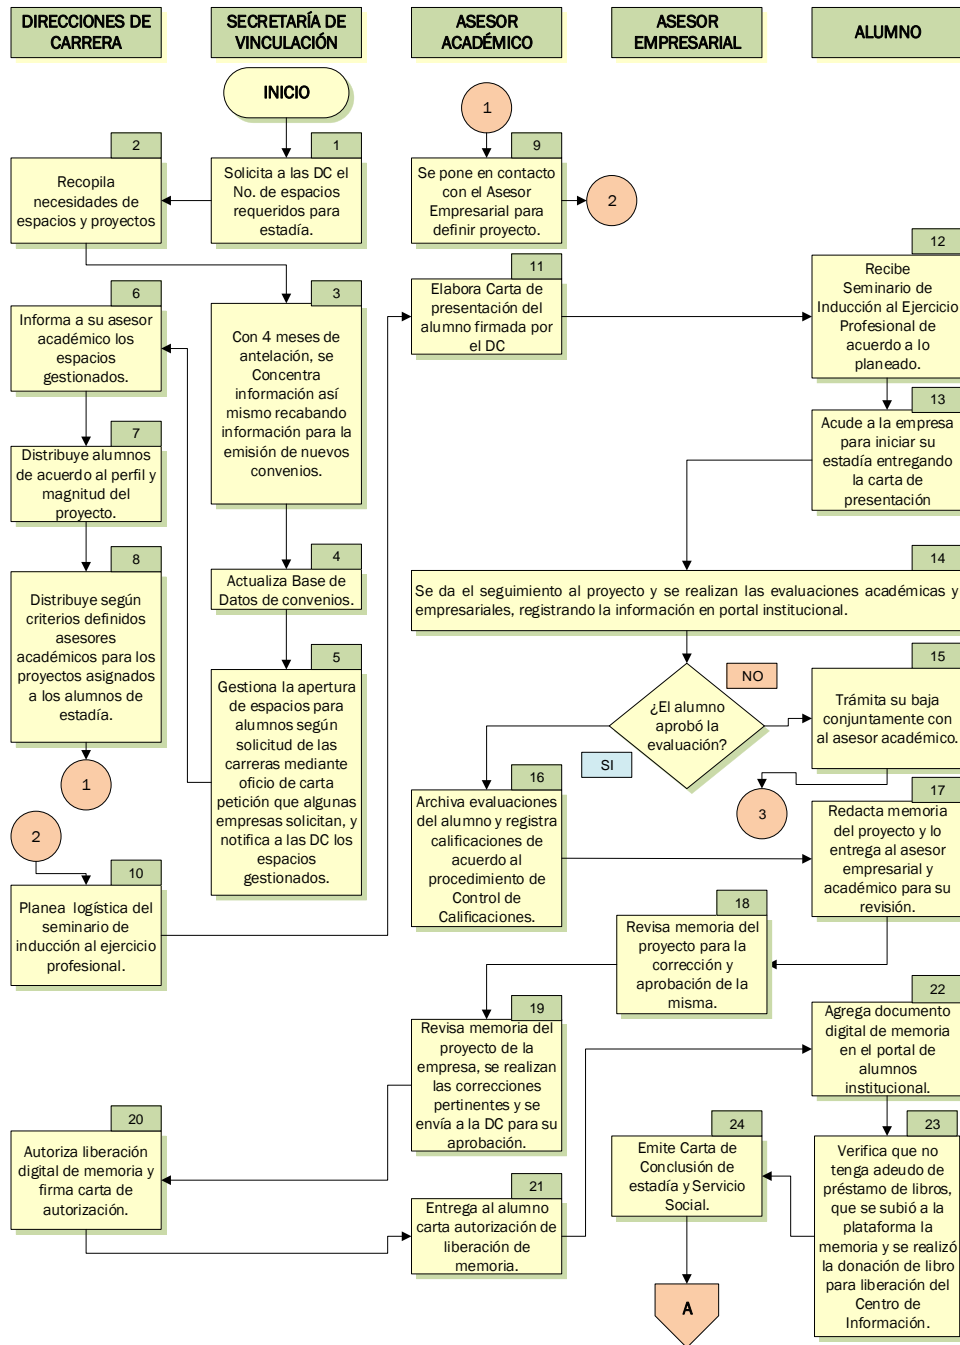 DIRECCIONES DE
CARRERA
SECRETARÍA DE
VINCULACIÓN
ASESOR
ACADÉMICO
ASESOR
EMPRESARIAL
ALUMNO
INICIO
1
2
1
9
Recopila
necesidades de
espacios y proyectos
Solicita a las DC el
No. de espacios
requeridos para
estadía.
Se pone en contacto
con el Asesor
Empresarial para
definir proyecto.
2
12
Recibe
Seminario de
Inducción al Ejercicio
Profesional de
acuerdo a lo
planeado.
6
Informa a su asesor
académico los
espacios
gestionados.
3
Con 4 meses de
antelación, se
Concentra
información así
mismo recabando
información para la
emisión de nuevos
convenios.
11
Elabora Carta de
presentación del
alumno firmada por
el DC
13
Acude a la empresa
para iniciar su
estadía entregando
la carta de
presentación
7
Distribuye alumnos
de acuerdo al perfil y
magnitud del
proyecto.
8
Distribuye según
criterios definidos
asesores
académicos para los
proyectos asignados
a los alumnos de
estadía.
4
Actualiza Base de
Datos de convenios.
14
Se da el seguimiento al proyecto y se realizan las evaluaciones académicas y
empresariales, registrando la información en portal institucional.
5
Gestiona la apertura
de espacios para
alumnos según
solicitud de las
carreras mediante
oficio de carta
petición que algunas
empresas solicitan, y
notifica a las DC los
espacios
gestionados.
¿El alumno
aprobó la
evaluación?
NO
SI
15
Trámita su baja
conjuntamente con
al asesor académico.
1
3
16
Archiva evaluaciones
del alumno y registra
calificaciones de
acuerdo al
procedimiento de
Control de
Calificaciones.
17
Redacta memoria
del proyecto y lo
entrega al asesor
empresarial y
académico para su
revisión.
2
10
Planea logística del
seminario de
inducción al ejercicio
profesional.
18
Revisa memoria del
proyecto para la
corrección y
aprobación de la
misma.
19
Revisa memoria del
proyecto de la
empresa, se realizan
las correcciones
pertinentes y se
envía a la DC para su
aprobación.
22
Agrega documento
digital de memoria
en el portal de
alumnos
institucional.
20
Autoriza liberación
digital de memoria y
firma carta de
autorización.
21
Entrega al alumno
carta autorización de
liberación de
memoria.
24
Emite Carta de
Conclusión de
estadía y Servicio
Social.
23
Verifica que no
tenga adeudo de
préstamo de libros,
que se subió a la
plataforma la
memoria y se realizó
la donación de libro
para liberación del
Centro de
Información.
A